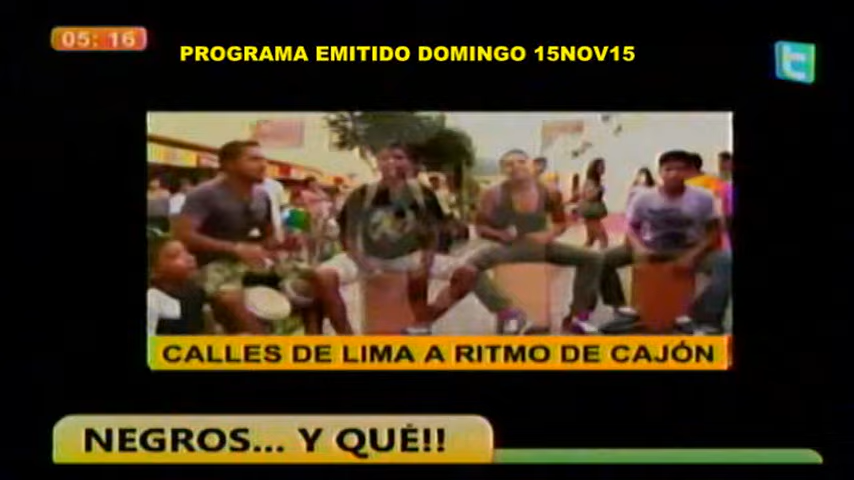 05:16
PROGRAMA EMITIDO DOMINGO 15NOV15
t
CALLES DE LIMA A RITMO DE CAJÓN
NEGROS... Y QUÉ!!